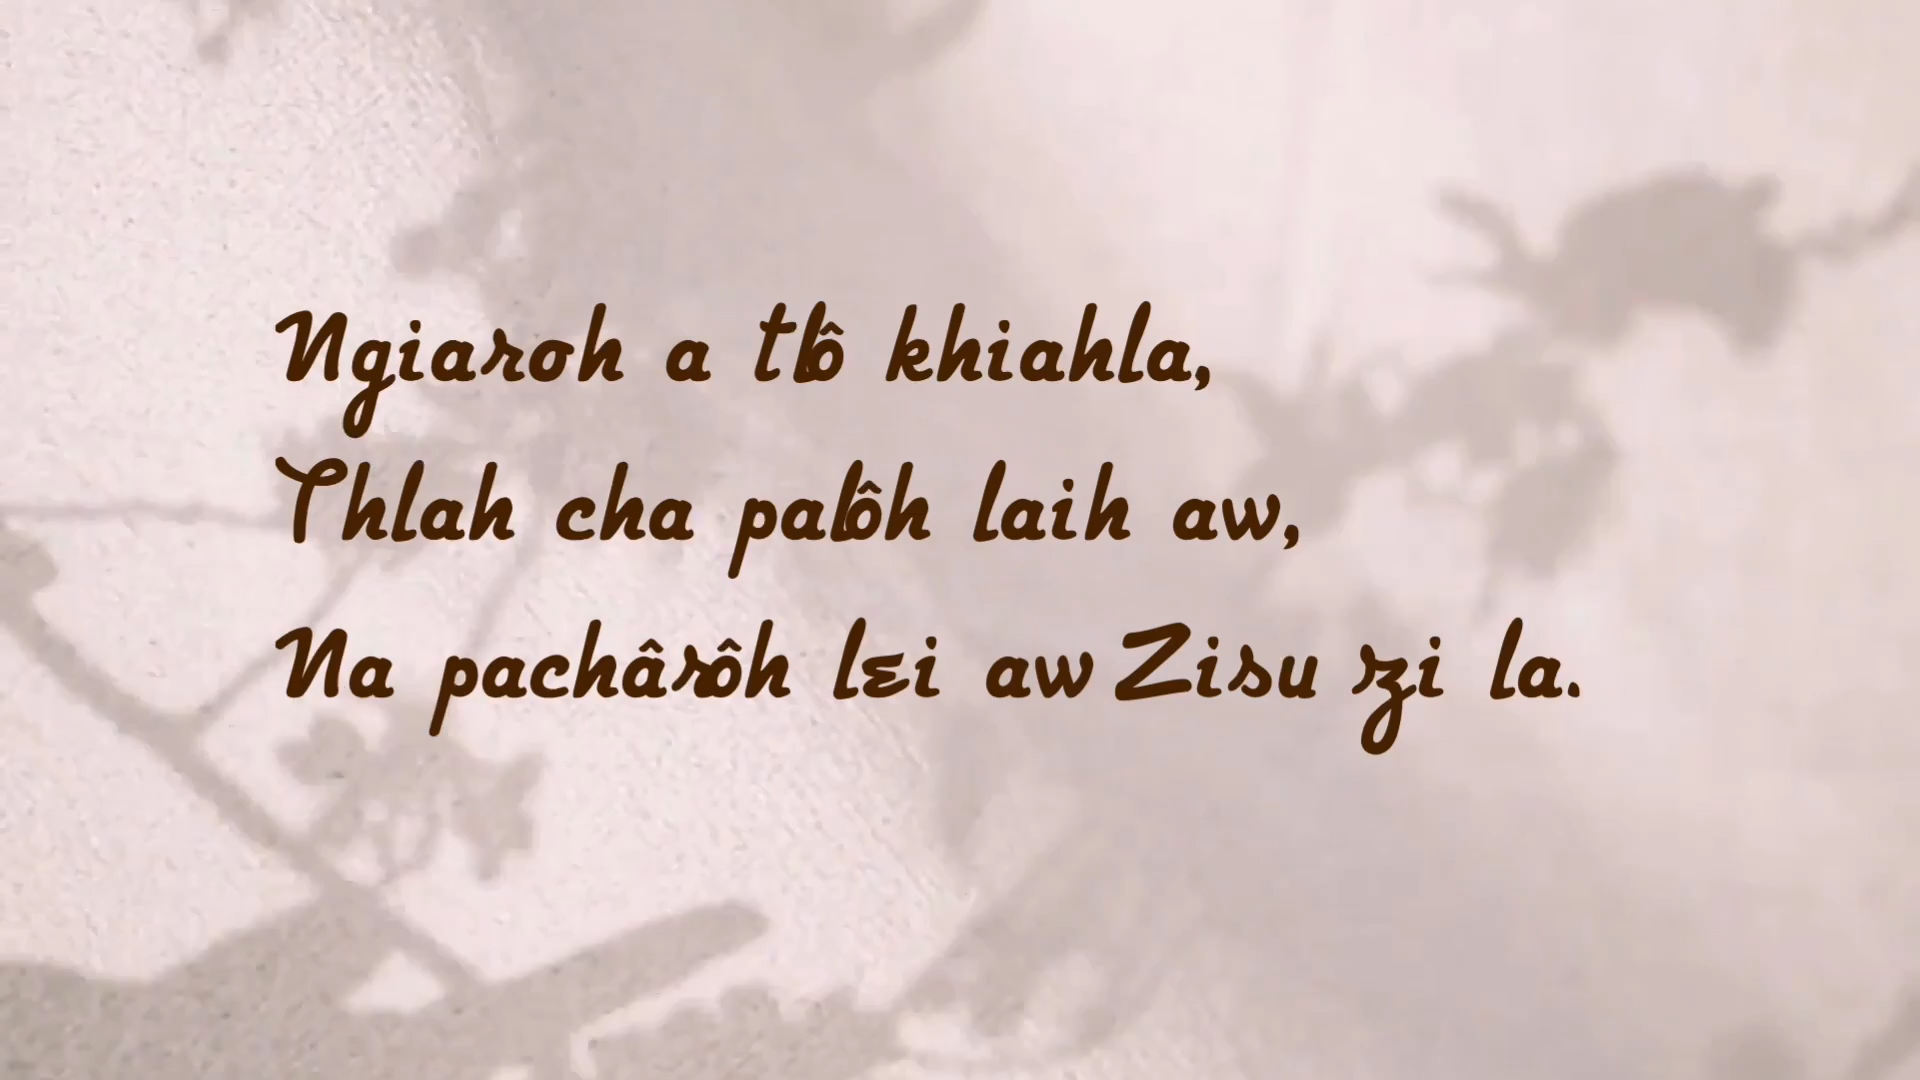 Ngiaroh a tlô khiahla,
Thlah cha palôh laih aw,
Na pachârôh lei aw Zisu zi la.